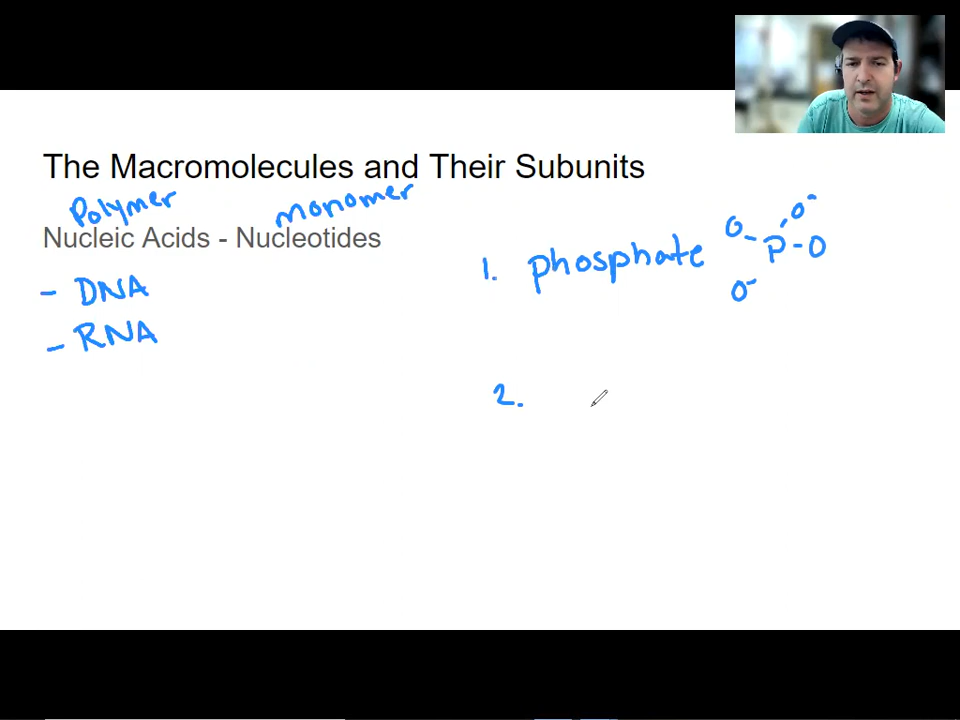 The Macromolecules and Their Subunits
Polymer monomer
Nucleic Acids - Nucleotides
- DNA
- RNA
1. phosphate
O O-
P - O
O-
2.